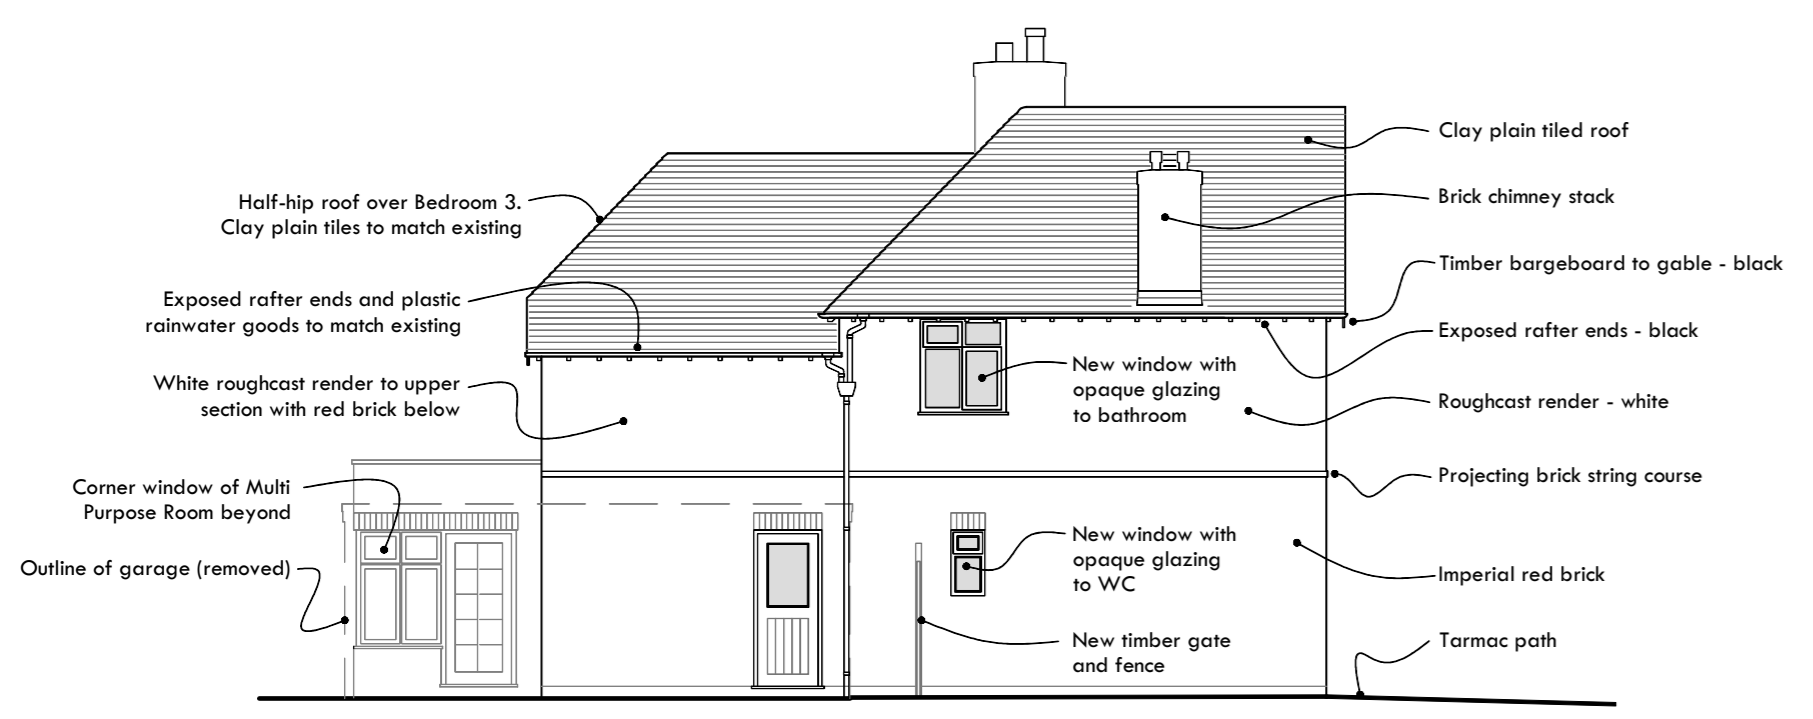 Half-hip roof over Bedroom 3.
Clay plain tiles to match existing
Exposed rafter ends and plastic
rainwater goods to match existing
White roughcast render to upper
section with red brick below
Corner window of Multi
Purpose Room beyond
Outline of garage (removed)
New window with
opaque glazing
to bathroom
New window with
opaque glazing
to WC
New timber gate
and fence
Clay plain tiled roof
Brick chimney stack
Timber bargeboard to gable - black
Exposed rafter ends - black
Roughcast render - white
Projecting brick string course
Imperial red brick
Tarmac path